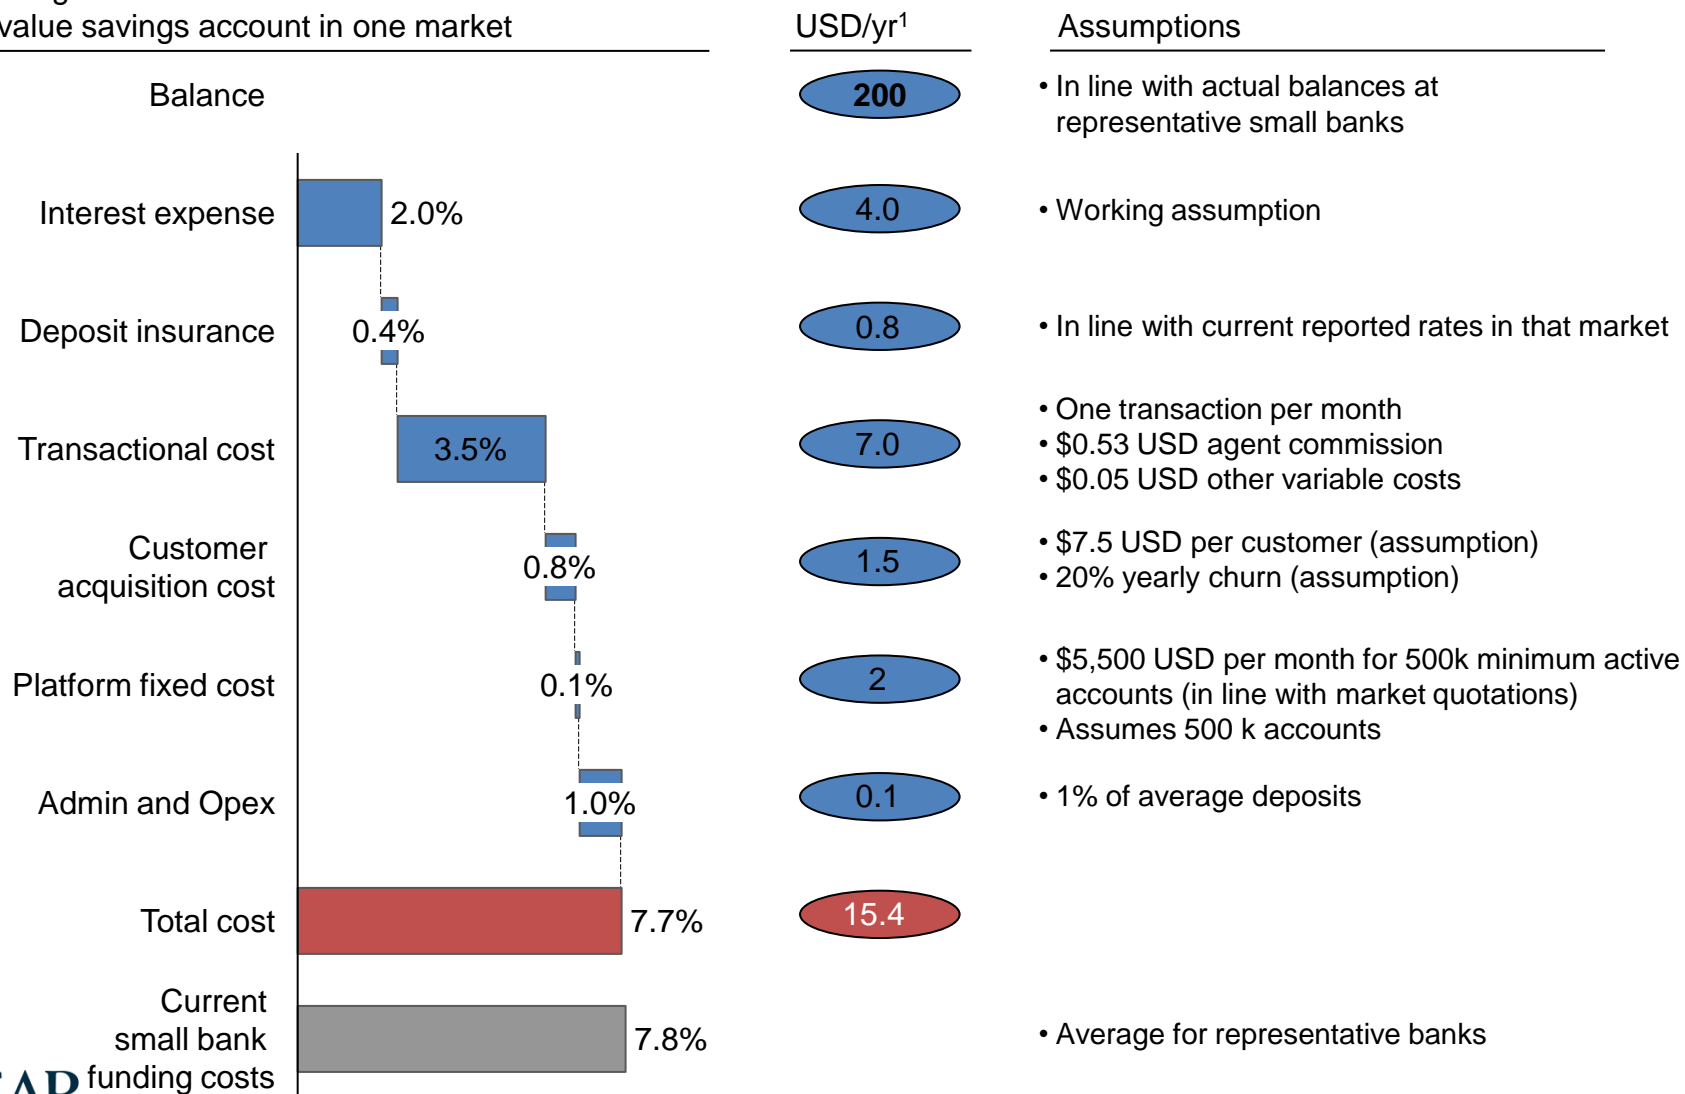 value savings account in one market
USD/yr1
Assumptions
Balance
200
• In line with actual balances at
representative small banks
Interest expense
2.0%
4.0
• Working assumption
Deposit insurance
0.4%
0.8
• In line with current reported rates in that market
Transactional cost
3.5%
7.0
• One transaction per month
• $0.53 USD agent commission
• $0.05 USD other variable costs
Customer
acquisition cost
0.8%
1.5
• $7.5 USD per customer (assumption)
• 20% yearly churn (assumption)
Platform fixed cost
0.1%
2
• $5,500 USD per month for 500k minimum active
accounts (in line with market quotations)
• Assumes 500 k accounts
Admin and Opex
1.0%
0.1
• 1% of average deposits
Total cost
7.7%
15.4
Current
small bank
funding costs
7.8%
• Average for representative banks